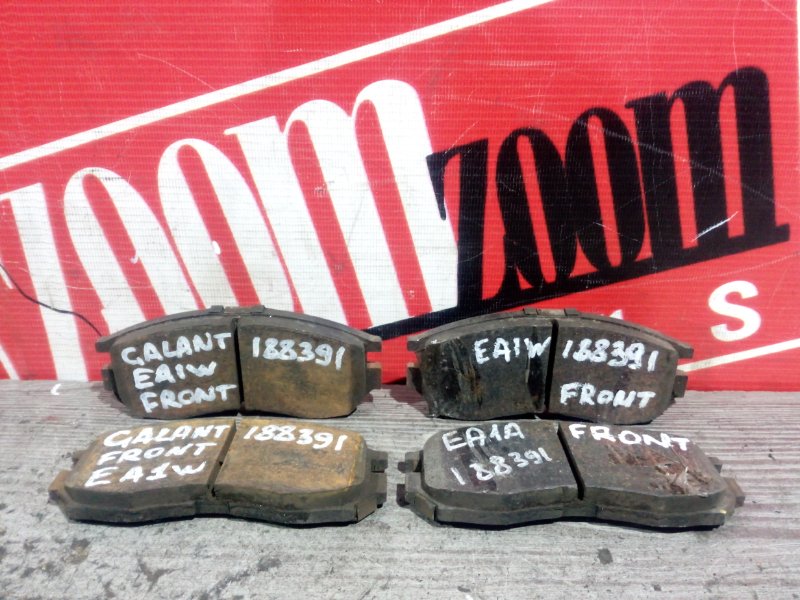 zoom zoom
S
GALANT 188391
EA1W
FRONT
EA1W 188391
FRONT
GALANT 188391
FRONT
EA1W
EA1A FRONT
188391